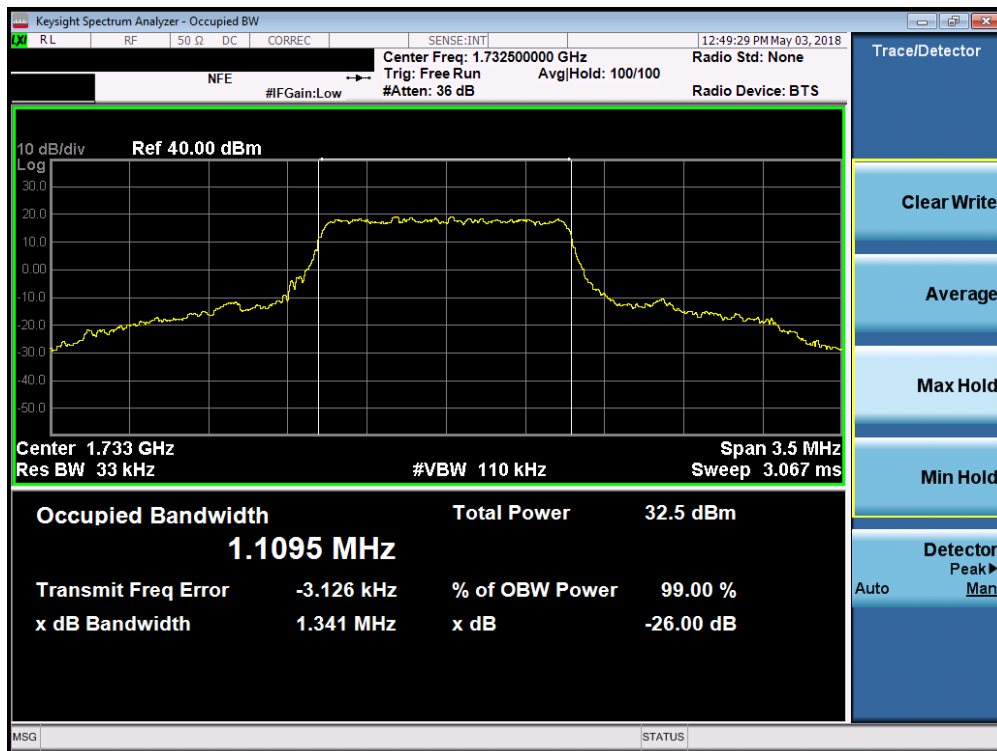 Keysight Spectrum Analyzer - Occupied BW
LXI RL RF 50 Ω DC CORREC SENSE:INT 12:49:29 PM May 03, 2018
Center Freq: 1.732500000 GHz Radio Std: None
NFE Trig: Free Run Avg|Hold: 100/100
#IFGain:Low #Atten: 36 dB Radio Device: BTS
Trace/Detector
10 dB/div Ref 40.00 dBm
Log
30.0
20.0
10.0
0.00
-10.0
-20.0
-30.0
-40.0
-50.0
Center 1.733 GHz Span 3.5 MHz
Res BW 33 kHz #VBW 110 kHz Sweep 3.067 ms
Occupied Bandwidth Total Power 32.5 dBm
1.1095 MHz
Transmit Freq Error -3.126 kHz % of OBW Power 99.00 %
x dB Bandwidth 1.341 MHz x dB -26.00 dB
Clear Write
Average
Max Hold
Min Hold
Detector
Peak▶
Auto Man
MSG STATUS